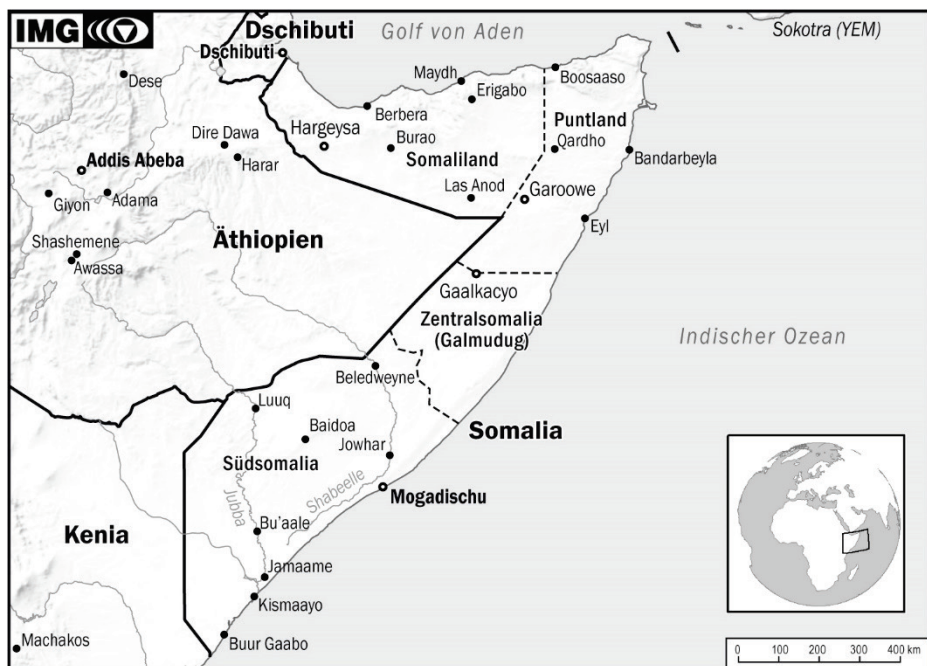 IMG
Dschibuti
Golf von Aden
Sokotra (YEM)
Dschibuti
Dese
Maydh
Boosaaso
Erigabo
Berbera
Puntland
Dire Dawa
Hargeysa
Burao
Qardho
Somaliland
Bandarbeyla
Harar
Addis Abeba
Las Anod
Garoowe
Giyon
Adama
Eyl
Shashemene
Äthiopien
Awassa
Gaalkacyo
Zentralsomalia
(Galmudug)
Indischer Ozean
Beledweyne
Luuq
Baidoa
Somalia
Jowhar
Südsomalia
Jubba
Shabeelle
Mogadischu
Kenia
Bu'aale
Jamaame
Kismaayo
Machakos
Buur Gaabo
0 100 200 300 400 km